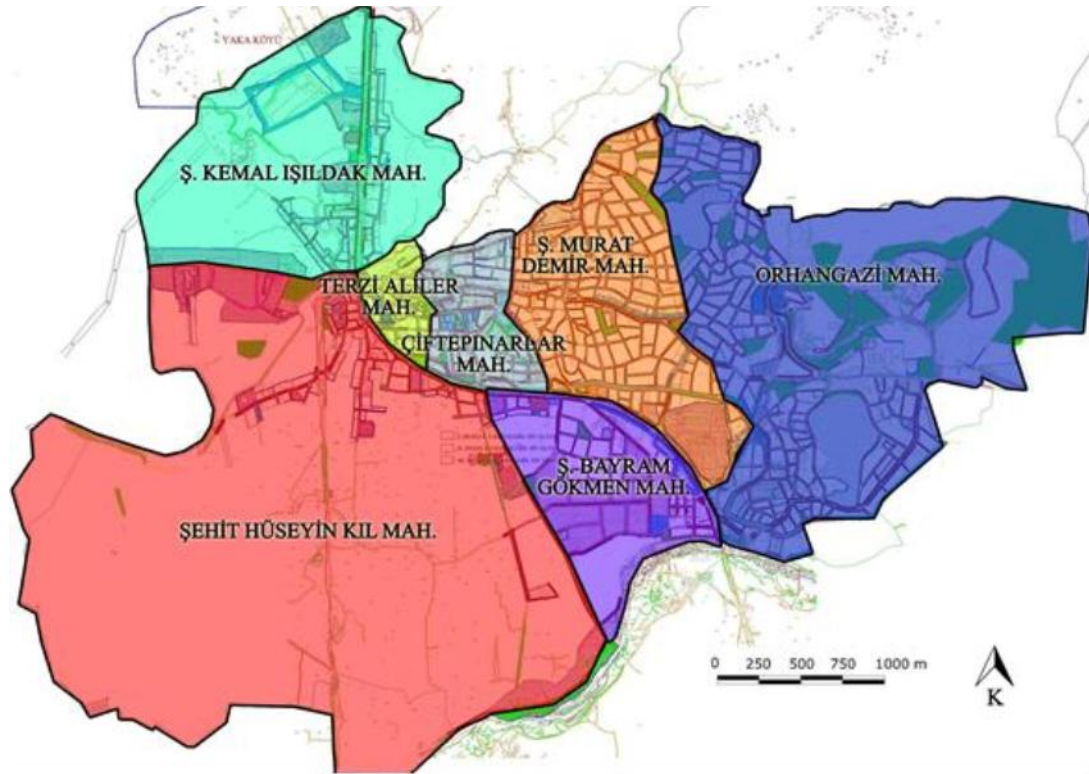 YAKA KÖYÜ
Ş. KEMAL IŞILDAK MAH.
Ş. MURAT
DEMİR MAH.
ORHANGAZİ MAH.
TERZİ ALİLER
MAH.
ÇİFTEPINARLAR
MAH.
Ş. BAYRAM
GÖKMEN MAH.
ŞEHİT HÜSEYİN KIL MAH.
0 250 500 750 1000 m
K